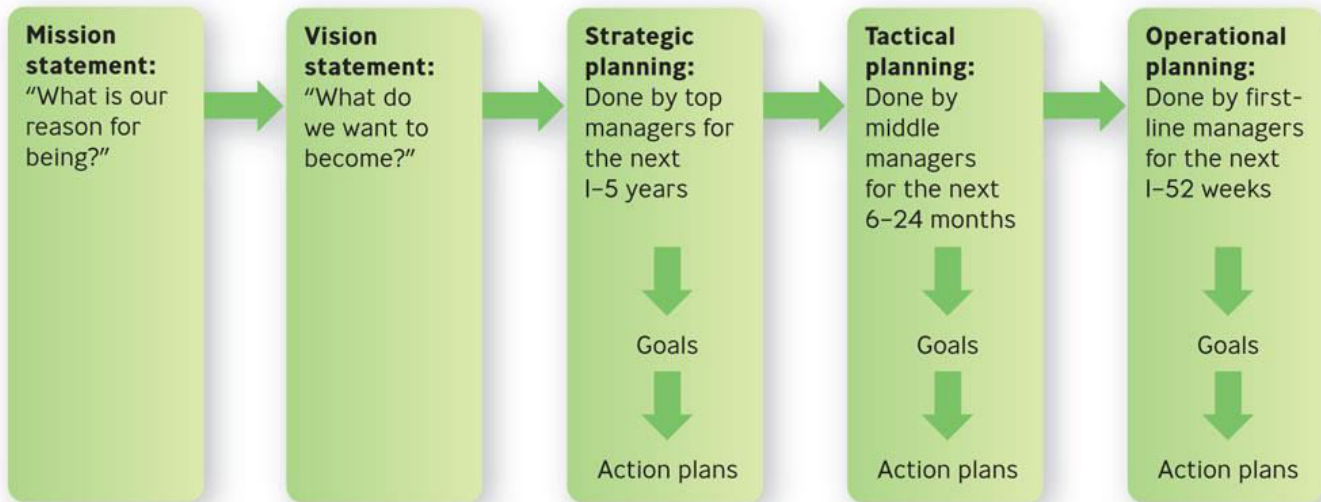 Mission
statement:
“What is our
reason for
being?”
Vision
statement:
“What do
we want to
become?”
Strategic
planning:
Done by top
managers for
the next
1–5 years
Goals
Action plans
Tactical
planning:
Done by
middle
managers
for the next
6–24 months
Goals
Action plans
Operational
planning:
Done by first-
line managers
for the next
1–52 weeks
Goals
Action plans